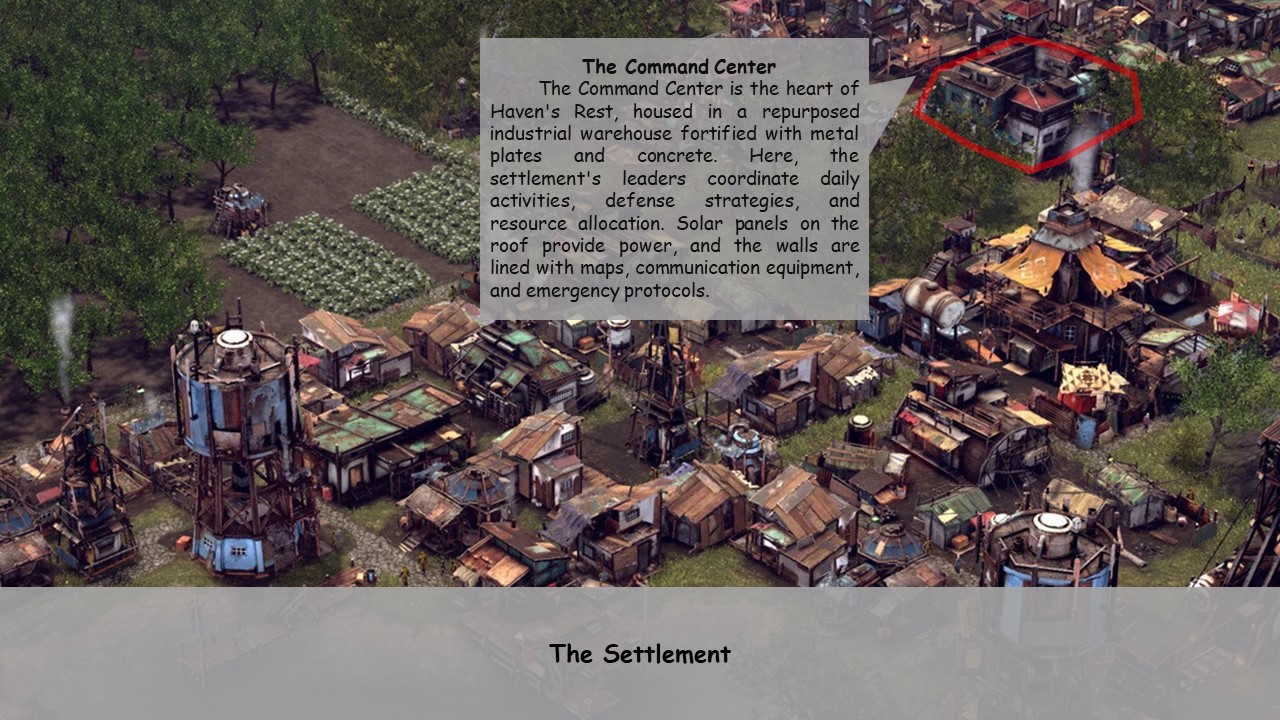 The Command Center
The Command Center is the heart of
Haven's Rest, housed in a repurposed
industrial warehouse fortified with metal
plates and concrete. Here, the
settlement's leaders coordinate daily
activities, defense strategies, and
resource allocation. Solar panels on the
roof provide power, and the walls are
lined with maps, communication equipment,
and emergency protocols.
The Settlement